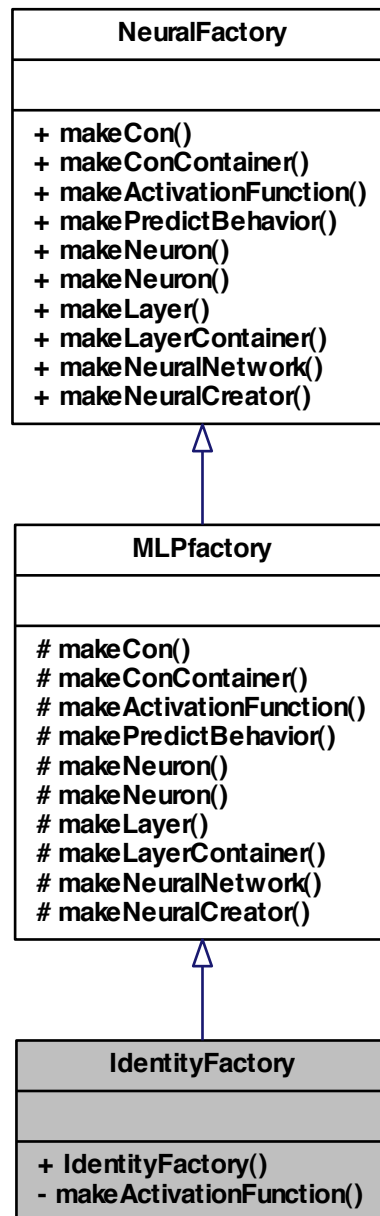 NeuralFactory
+ makeCon()
+ makeConContainer()
+ makeActivationFunction()
+ makePredictBehavior()
+ makeNeuron()
+ makeNeuron()
+ makeLayer()
+ makeLayerContainer()
+ makeNeuralNetwork()
+ makeNeuralCreator()
MLPfactory
# makeCon()
# makeConContainer()
# makeActivationFunction()
# makePredictBehavior()
# makeNeuron()
# makeNeuron()
# makeLayer()
# makeLayerContainer()
# makeNeuralNetwork()
# makeNeuralCreator()
IdentityFactory
+ IdentityFactory()
- makeActivationFunction()